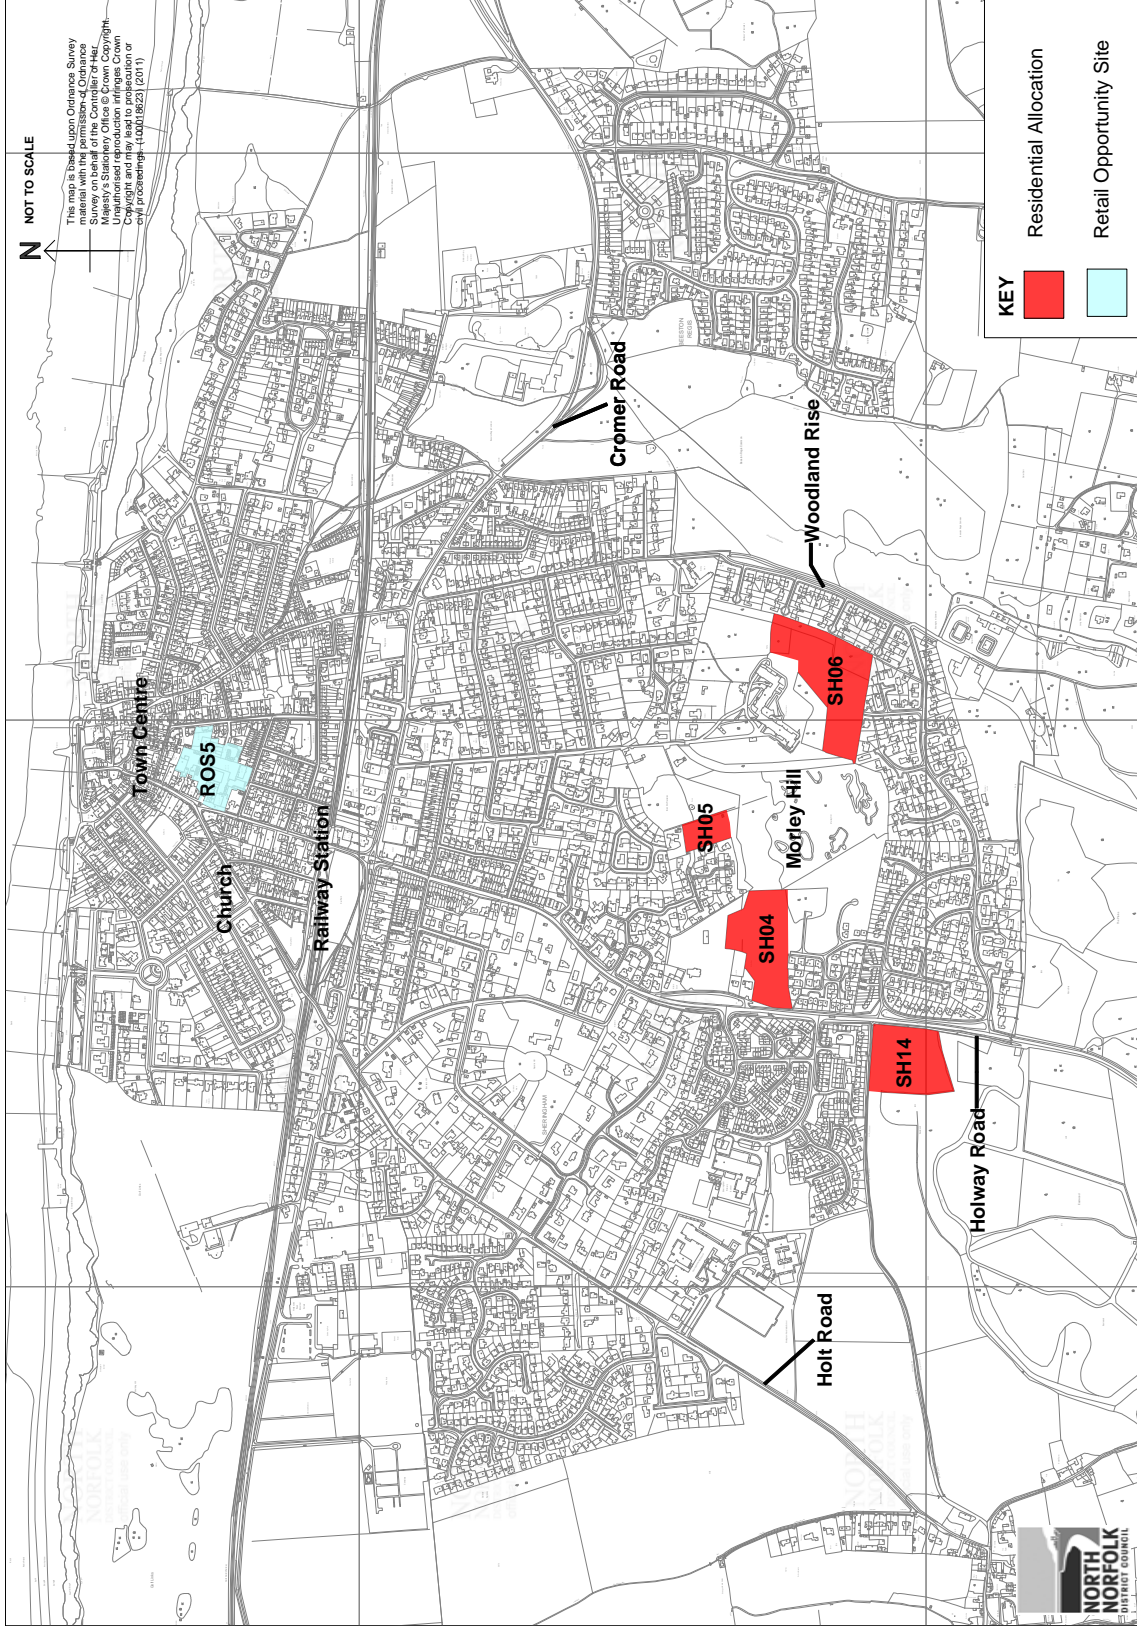 NOT TO SCALE
N
This map is based upon Ordnance Survey
material with the permission of Ordnance
Survey on behalf of the Controller of Her
Majesty's Stationery Office © Crown Copyright.
Unauthorised reproduction infringes Crown
Copyright and may lead to prosecution or
civil proceedings. (100018623) (2011)
Town Centre
ROS5
Church
Railway Station
Cromer Road
BEESTON
REGIS
Woodland Rise
SH06
SH05
Morley Hill
SH04
SHERINGHAM
SH14
Holway Road
Holt Road
KEY
Residential Allocation
Retail Opportunity Site
NORTH
NORFOLK
DISTRICT COUNCIL